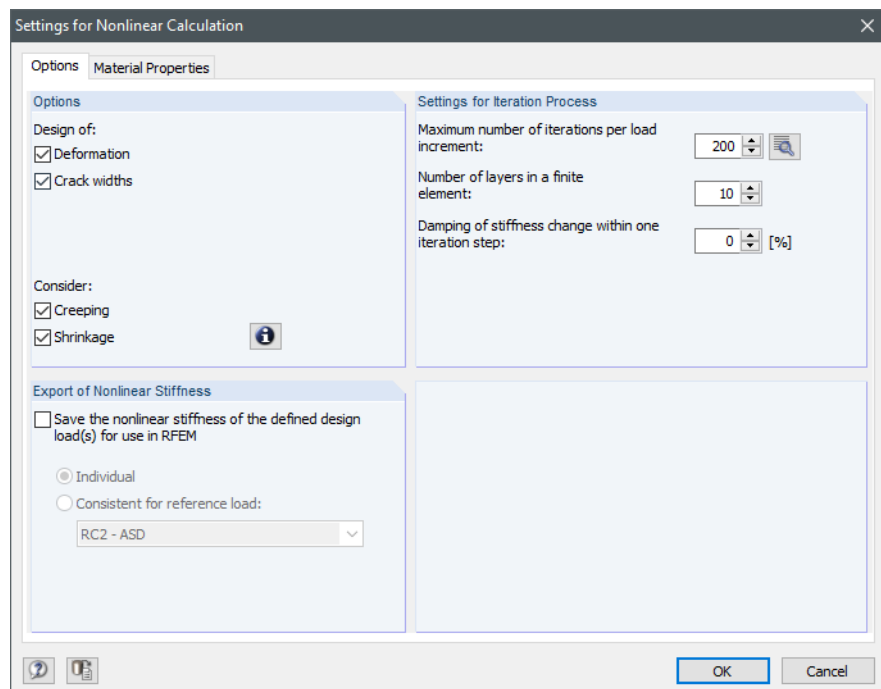 Settings for Nonlinear Calculation
Options
Material Properties
Options
Design of:
Deformation
Crack widths
Consider:
Creeping
Shrinkage
Settings for Iteration Process
Maximum number of iterations per load
increment:
200
Number of layers in a finite
element:
10
Damping of stiffness change within one
iteration step:
0 [%]
Export of Nonlinear Stiffness
Save the nonlinear stiffness of the defined design
load(s) for use in RFEM
Individual
Consistent for reference load:
RC2 - ASD
OK
Cancel